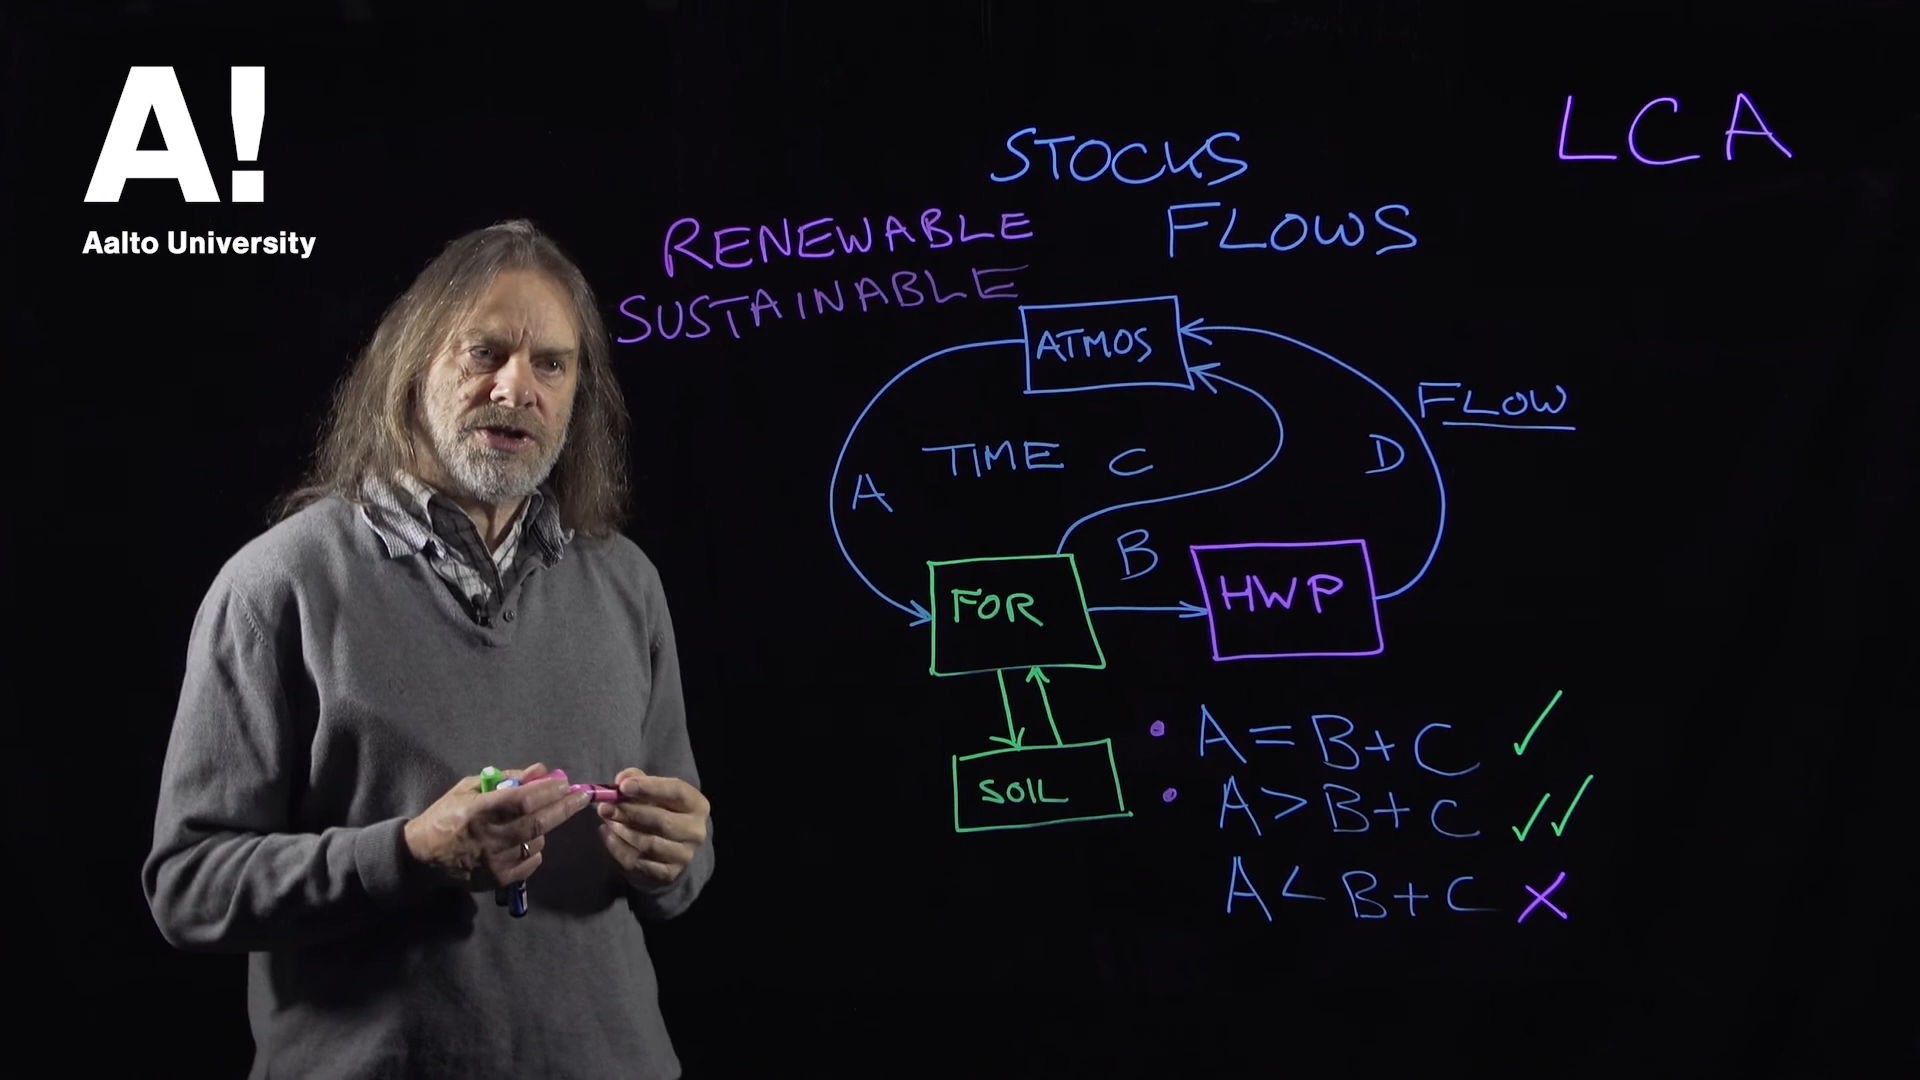 A!
Aalto University
LCA
STOCKS
FLOWS
RENEWABLE
SUSTAINABLE
ATMOS
FLOW
TIME
C
D
A
B
FOR
HWP
SOIL
• A = B + C ✓
• A > B + C ✓✓
A < B + C X